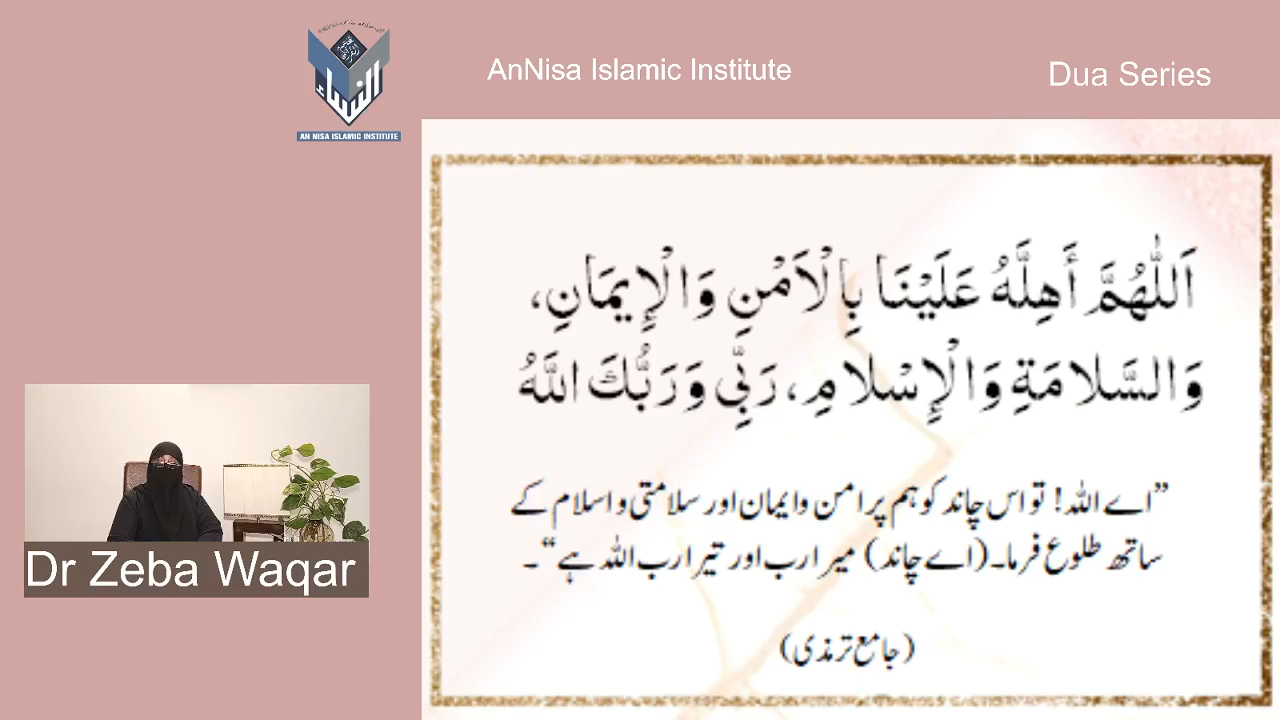 AnNisa Islamic Institute
Dua Series
النساء
AN NISA ISLAMIC INSTITUTE
اَللّٰهُمَّ أَهِلَّهُ عَلَيْنَا بِالْاَمْنِ وَالْإِيمَانِ،
وَالسَّلَامَةِ وَالْإِسْلَامِ، رَبِّي وَرَبُّكَ اللَّهُ
”اے اللہ! تو اس چاند کو ہم پر امن و ایمان اور سلامتی و اسلام کے
ساتھ طلوع فرما۔ (اے چاند) میرا رب اور تیرا رب اللہ ہے“۔
(جامع ترمذی)
Dr Zeba Waqar